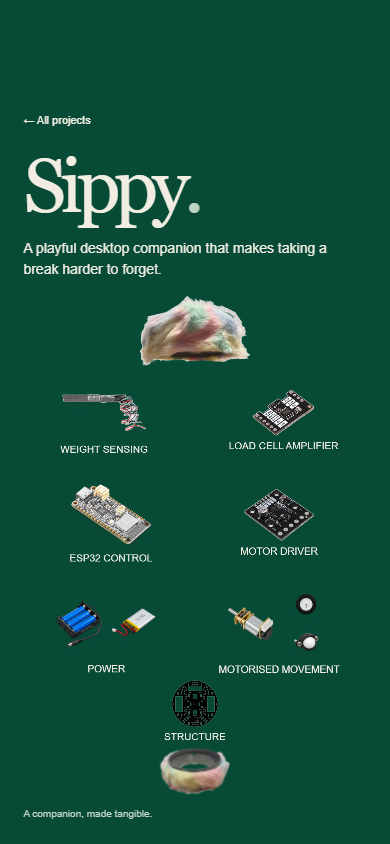 ← All projects
Sippy.
A playful desktop companion that makes taking a
break harder to forget.
WEIGHT SENSING
LOAD CELL AMPLIFIER
ESP32 CONTROL
MOTOR DRIVER
POWER
MOTORISED MOVEMENT
STRUCTURE
A companion, made tangible.